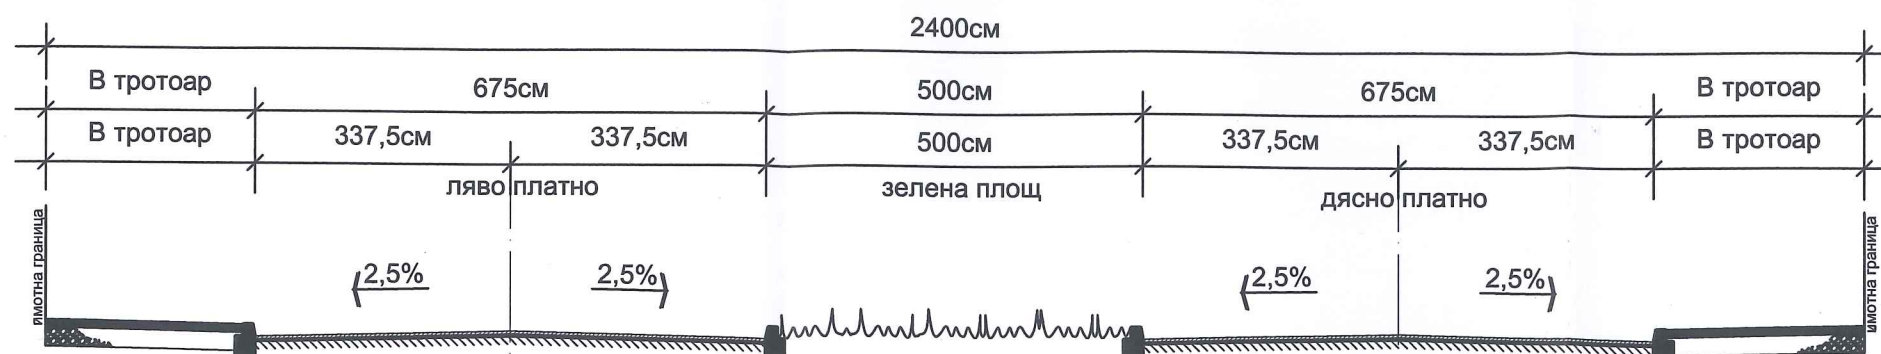 2400см
В тротоар 675см 500см 675см В тротоар
В тротоар 337,5см 337,5см 500см 337,5см 337,5см В тротоар
ляво платно зелена площ дясно платно
имотна граница
2,5% 2,5% 2,5% 2,5%
имотна граница